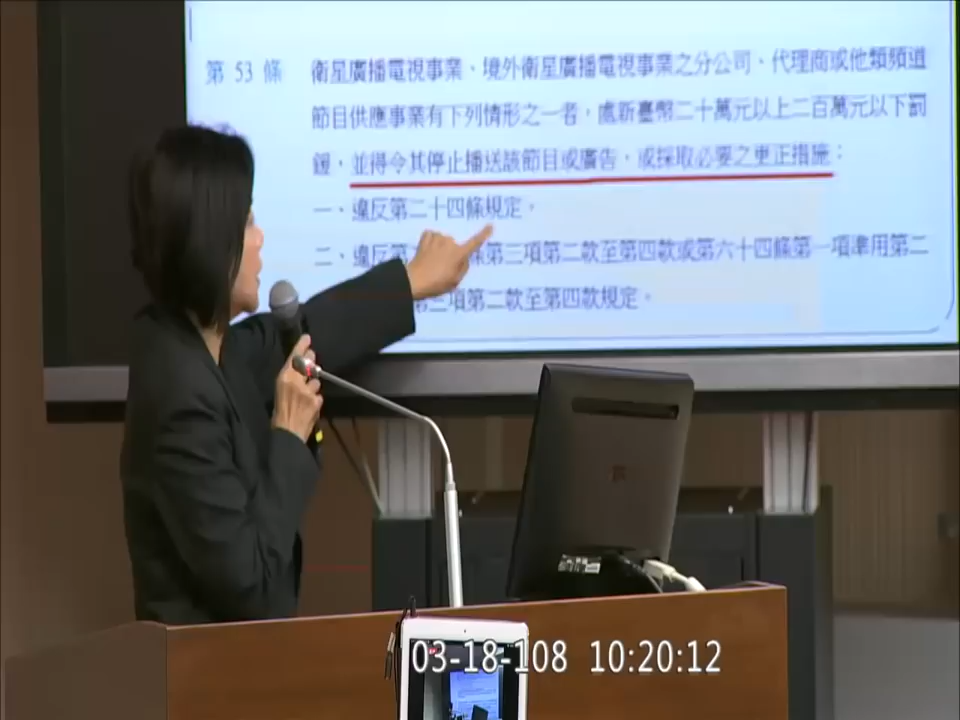 第 53 條 衛星廣播電視事業、境外衛星廣播電視事業之分公司、代理商或他類頻道
節目供應事業有下列情形之一者，處新臺幣二十萬元以上二百萬元以下罰
鍰，並得令其停止播送該節目或廣告，或採取必要之更正措施：
一、違反第二十四條規定。
二、違反第二 條第三項第二款至第四款或第六十四條第一項準用第二
第三項第二款至第四款規定。
03-18-108 10:20:12